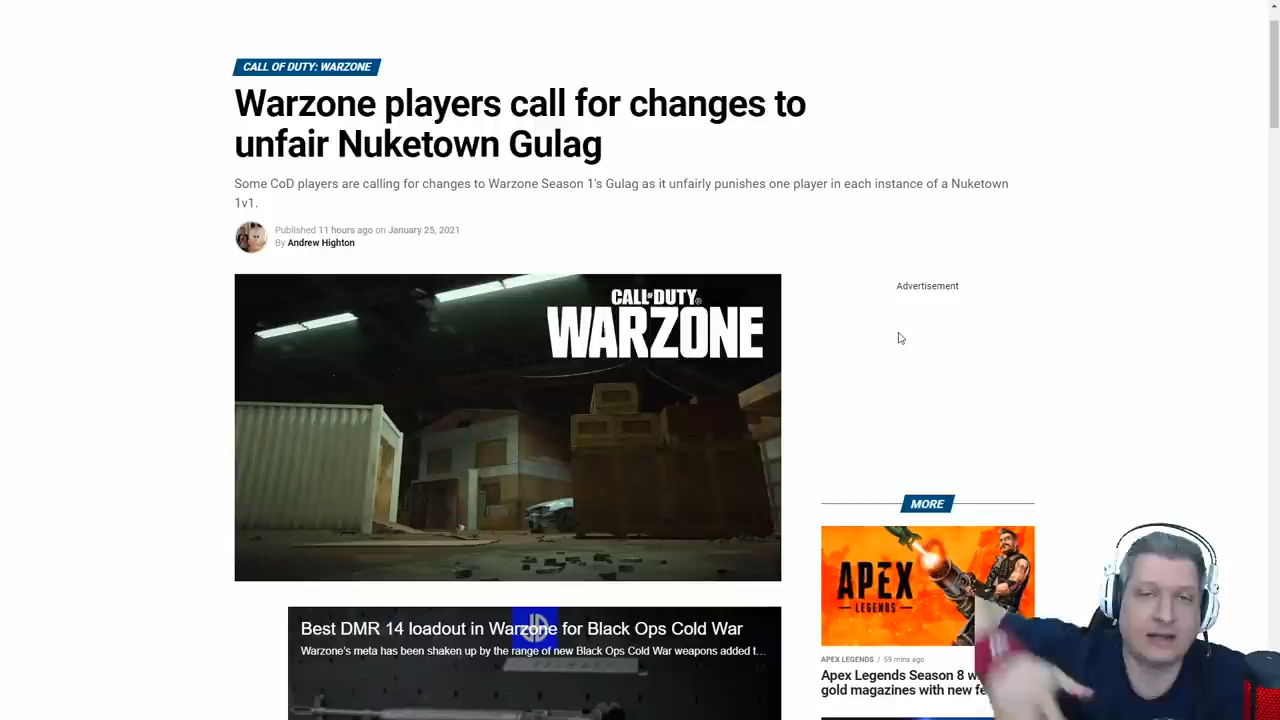 CALL OF DUTY: WARZONE
Warzone players call for changes to
unfair Nuketown Gulag
Some CoD players are calling for changes to Warzone Season 1's Gulag as it unfairly punishes one player in each instance of a Nuketown
1v1.
Published 11 hours ago on January 25, 2021
By Andrew Highton
Advertisement
CALL OF DUTY
WARZONE
MORE
APEX
LEGENDS
Best DMR 14 loadout in Warzone for Black Ops Cold War
Warzone's meta has been shaken up by the range of new Black Ops Cold War weapons added t...
APEX LEGENDS / 59 mins ago
Apex Legends Season 8
gold magazines with new